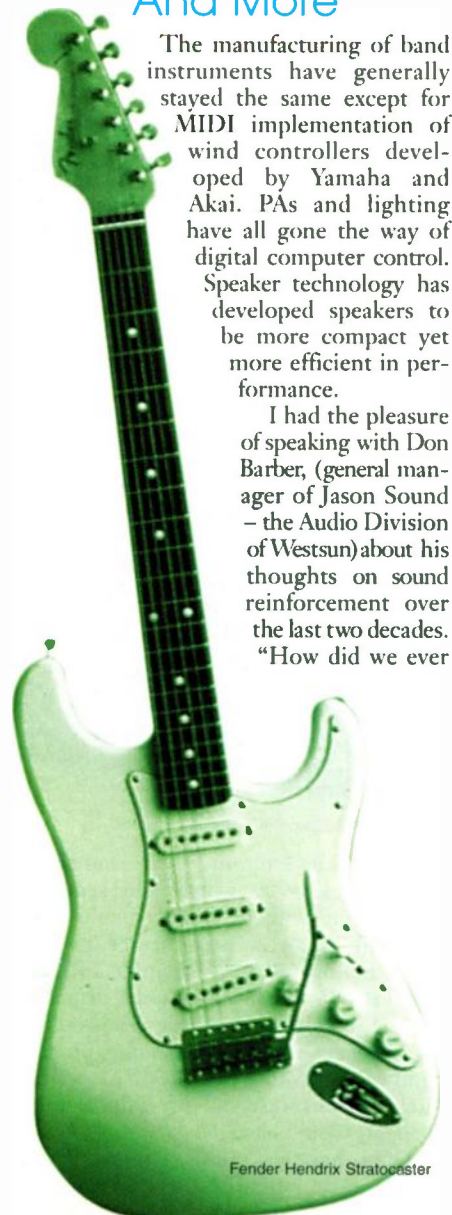 And More
The manufacturing of band
instruments have generally
stayed the same except for
MIDI implementation of
wind controllers devel-
oped by Yamaha and
Akai. PAs and lighting
have all gone the way of
digital computer control.
Speaker technology has
developed speakers to
be more compact yet
more efficient in per-
formance.
I had the pleasure
of speaking with Don
Barber, (general man-
ager of Jason Sound
– the Audio Division
of Westsun) about his
thoughts on sound
reinforcement over
the last two decades.
“How did we ever
Fender Hendrix Stratocaster